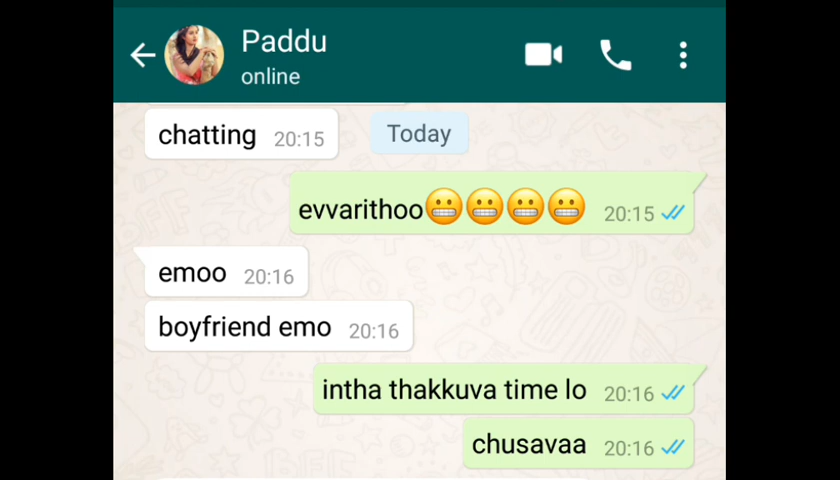 Paddu
online
Today
chatting 20:15
evvarithoo😬😬😬😬 20:15
emoo 20:16
boyfriend emo 20:16
intha thakkuva time lo 20:16
chusavaa 20:16